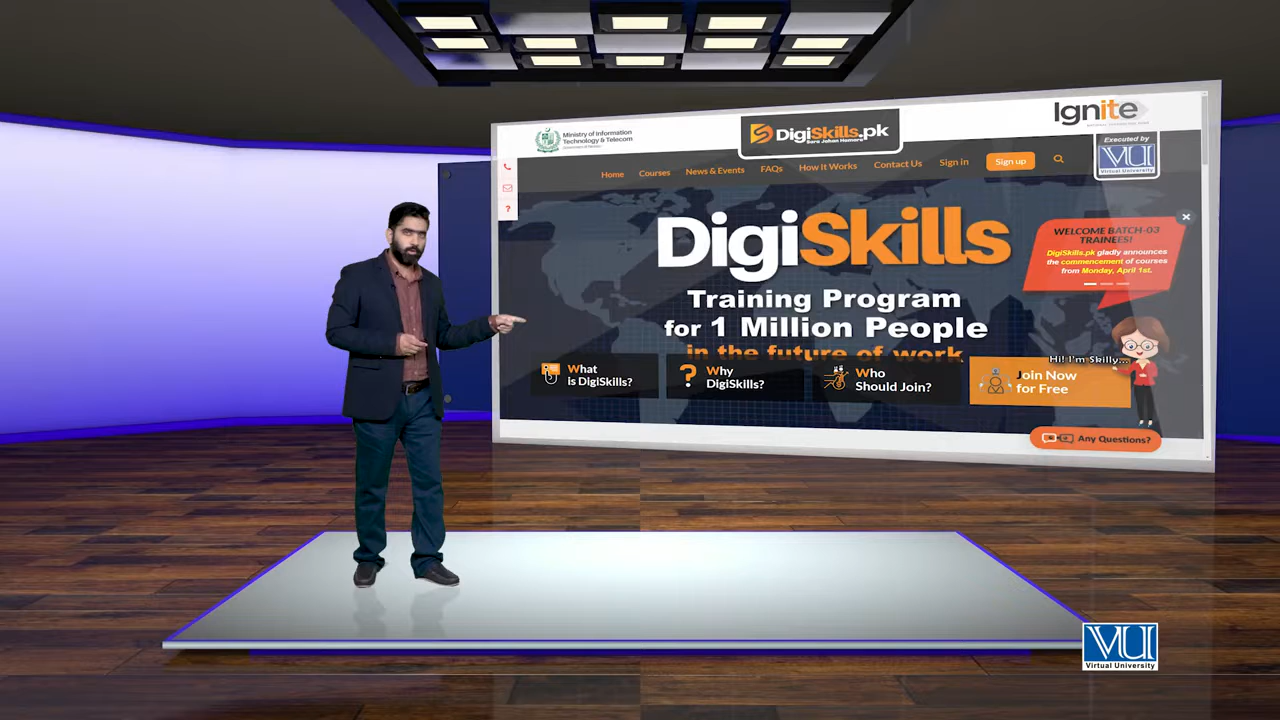 Ministry of Information
Technology & Telecom
DigiSkills.pk
Ignite
Executed by
VU
Virtual University
Home
Courses
News & Events
FAQs
How It Works
Contact Us
Sign in
Sign up
?
DigiSkills
Training Program
for 1 Million People
in the future of work
WELCOME BATCH-03
TRAINEES!
DigiSkills.pk gladly announces
the commencement of courses
from Monday, April 1st.
Hi! I'm Skilly...
What
is DigiSkills?
? Why
DigiSkills?
Who
Should Join?
Join Now
for Free
Any Questions?
VU
Virtual University